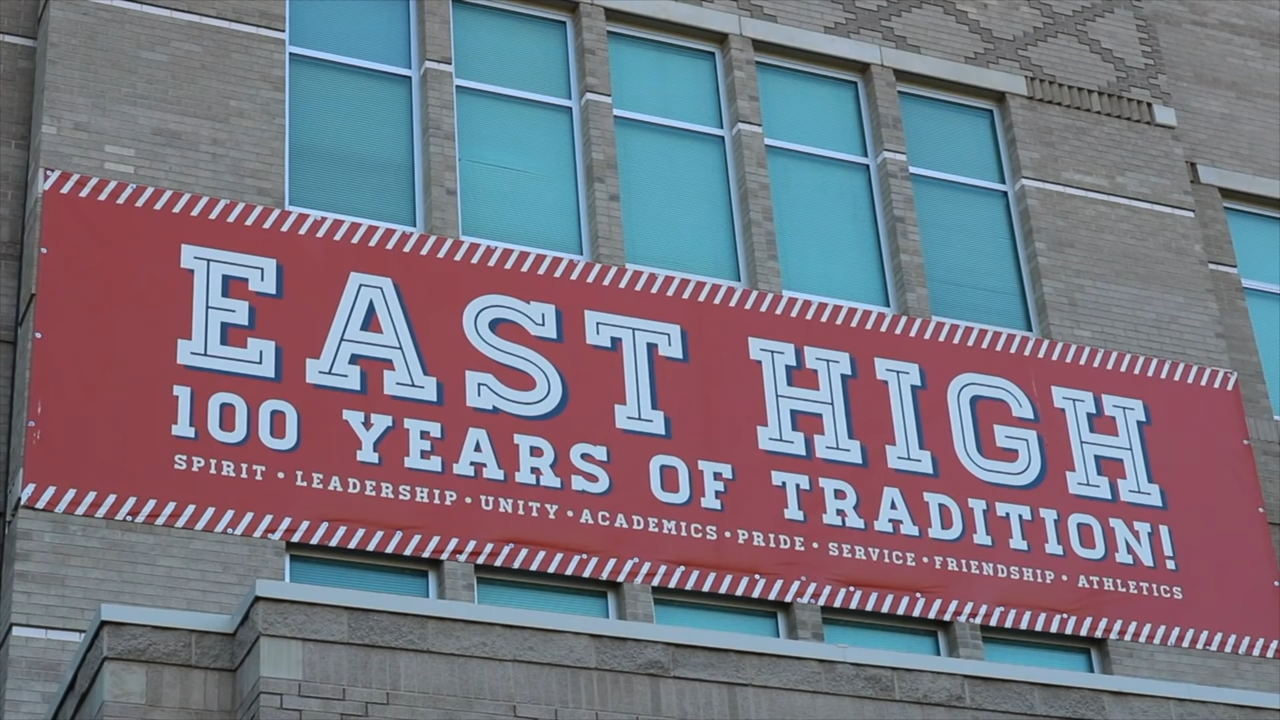 EAST HIGH
100 YEARS OF TRADITION!
SPIRIT • LEADERSHIP • UNITY • ACADEMICS • PRIDE • SERVICE • FRIENDSHIP • ATHLETICS